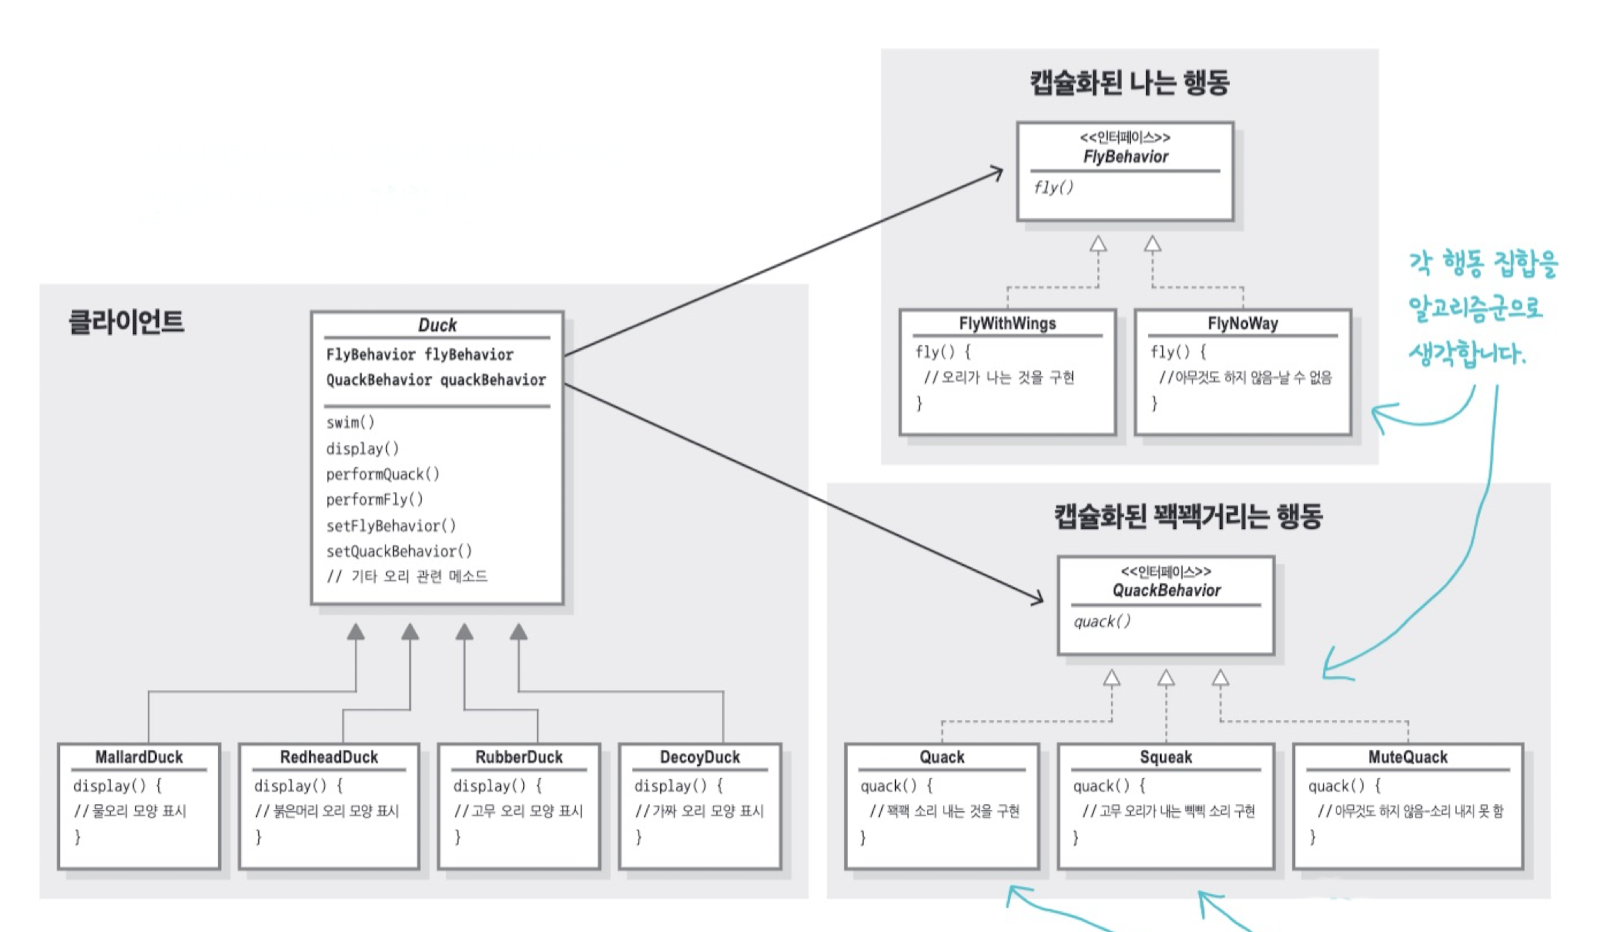 캡슐화된 나는 행동
<<인터페이스>>
FlyBehavior
fly()
각 행동 집합을
알고리즘군으로
생각합니다.
FlyWithWings
fly() {
//오리가 나는 것을 구현
}
FlyNoWay
fly() {
//아무것도 하지 않음-날 수 없음
}
클라이언트
Duck
FlyBehavior flyBehavior
QuackBehavior quackBehavior
swim()
display()
performQuack()
performFly()
setFlyBehavior()
setQuackBehavior()
// 기타 오리 관련 메소드
캡슐화된 꽥꽥거리는 행동
<<인터페이스>>
QuackBehavior
quack()
MallardDuck
display() {
//물오리 모양 표시
}
RedheadDuck
display() {
//붉은머리 오리 모양 표시
}
RubberDuck
display() {
//고무 오리 모양 표시
}
DecoyDuck
display() {
//가짜 오리 모양 표시
}
Quack
quack() {
//꽥꽥 소리 내는 것을 구현
}
Squeak
quack() {
//고무 오리가 내는 삑삑 소리 구현
}
MuteQuack
quack() {
//아무것도 하지 않음-소리 내지 못 함
}